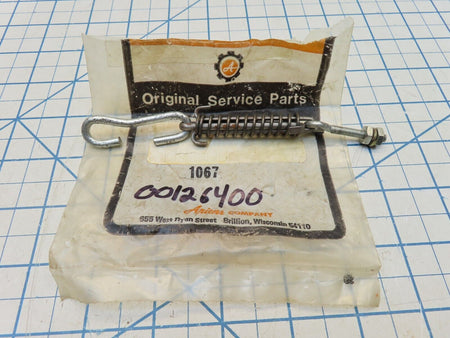 A
Original Service Parts
1067
00126400
Ariens COMPANY
655 West Ryan Street Brillion, Wisconsin 54110